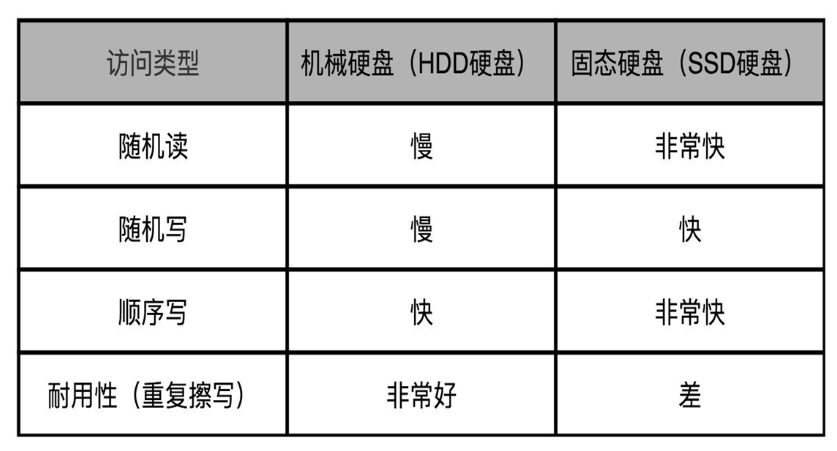 访问类型 机械硬盘（HDD硬盘） 固态硬盘（SSD硬盘）
随机读 慢 非常快
随机写 慢 快
顺序写 快 非常快
耐用性（重复擦写） 非常好 差